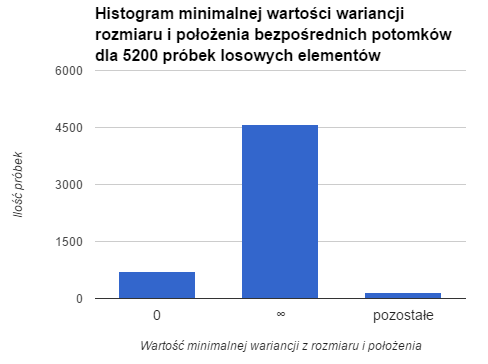 Histogram minimalnej wartości wariancji
rozmiaru i położenia bezpośrednich potomków
dla 5200 próbek losowych elementów
6000
4500
3000
1500
0
Ilość próbek
0 ∞ pozostałe
Wartość minimalnej wariancji z rozmiaru i położenia